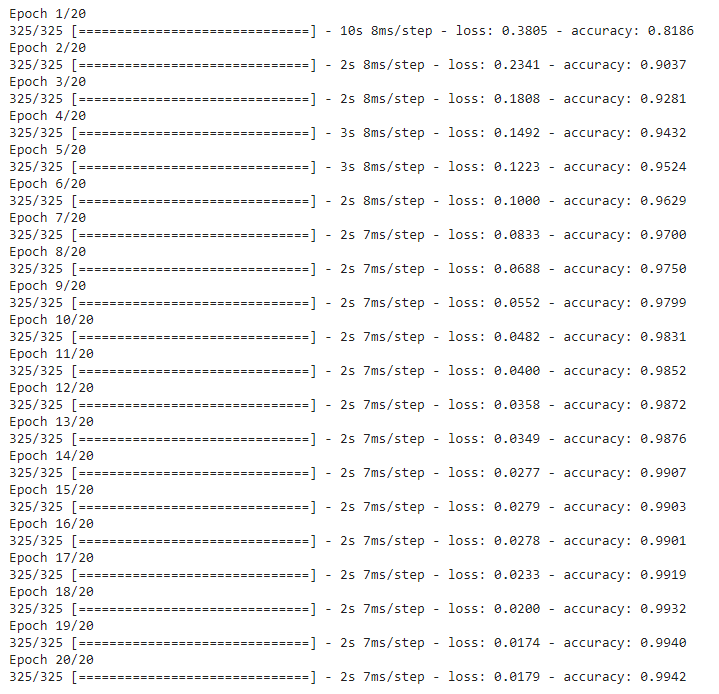 Epoch 1/20
325/325 [==============================] - 10s 8ms/step - loss: 0.3805 - accuracy: 0.8186
Epoch 2/20
325/325 [==============================] - 2s 8ms/step - loss: 0.2341 - accuracy: 0.9037
Epoch 3/20
325/325 [==============================] - 2s 8ms/step - loss: 0.1808 - accuracy: 0.9281
Epoch 4/20
325/325 [==============================] - 3s 8ms/step - loss: 0.1492 - accuracy: 0.9432
Epoch 5/20
325/325 [==============================] - 3s 8ms/step - loss: 0.1223 - accuracy: 0.9524
Epoch 6/20
325/325 [==============================] - 2s 8ms/step - loss: 0.1000 - accuracy: 0.9629
Epoch 7/20
325/325 [==============================] - 2s 7ms/step - loss: 0.0833 - accuracy: 0.9700
Epoch 8/20
325/325 [==============================] - 2s 7ms/step - loss: 0.0688 - accuracy: 0.9750
Epoch 9/20
325/325 [==============================] - 2s 7ms/step - loss: 0.0552 - accuracy: 0.9799
Epoch 10/20
325/325 [==============================] - 2s 7ms/step - loss: 0.0482 - accuracy: 0.9831
Epoch 11/20
325/325 [==============================] - 2s 7ms/step - loss: 0.0400 - accuracy: 0.9852
Epoch 12/20
325/325 [==============================] - 2s 7ms/step - loss: 0.0358 - accuracy: 0.9872
Epoch 13/20
325/325 [==============================] - 2s 7ms/step - loss: 0.0349 - accuracy: 0.9876
Epoch 14/20
325/325 [==============================] - 2s 7ms/step - loss: 0.0277 - accuracy: 0.9907
Epoch 15/20
325/325 [==============================] - 2s 7ms/step - loss: 0.0279 - accuracy: 0.9903
Epoch 16/20
325/325 [==============================] - 2s 7ms/step - loss: 0.0278 - accuracy: 0.9901
Epoch 17/20
325/325 [==============================] - 2s 7ms/step - loss: 0.0233 - accuracy: 0.9919
Epoch 18/20
325/325 [==============================] - 2s 7ms/step - loss: 0.0200 - accuracy: 0.9932
Epoch 19/20
325/325 [==============================] - 2s 7ms/step - loss: 0.0174 - accuracy: 0.9940
Epoch 20/20
325/325 [==============================] - 2s 7ms/step - loss: 0.0179 - accuracy: 0.9942